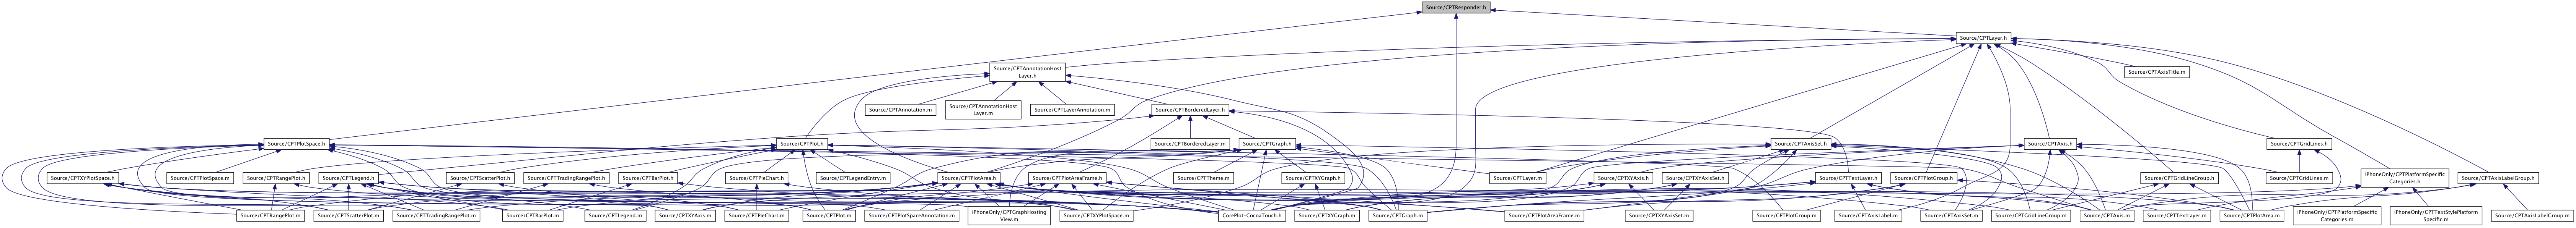 Source/CPTResponder.h
Source/CPTLayer.h
Source/CPTAnnotationHost
Layer.h
Source/CPTAxisTitle.m
Source/CPTAnnotation.m
Source/CPTAnnotationHost
Layer.m
Source/CPTLayerAnnotation.m
Source/CPTBorderedLayer.h
Source/CPTPlotSpace.h
Source/CPTPlot.h
Source/CPTBorderedLayer.m
Source/CPTGraph.h
Source/CPTAxisSet.h
Source/CPTAxis.h
Source/CPTGridLines.h
Source/CPTXYPlotSpace.h
Source/CPTPlotSpace.m
Source/CPTRangePlot.h
Source/CPTLegend.h
Source/CPTScatterPlot.h
Source/CPTTradingRangePlot.h
Source/CPTBarPlot.h
Source/CPTPieChart.h
Source/CPTLegendEntry.m
Source/CPTPlotArea.h
Source/CPTPlotAreaFrame.h
Source/CPTTheme.m
Source/CPTXYGraph.h
Source/CPTLayer.m
Source/CPTXYAxis.h
Source/CPTXYAxisSet.h
Source/CPTTextLayer.h
Source/CPTPlotGroup.h
Source/CPTGridLineGroup.h
Source/CPTGridLines.m
iPhoneOnly/CPTPlatformSpecific
Categories.h
Source/CPTAxisLabelGroup.h
Source/CPTRangePlot.m
Source/CPTScatterPlot.m
Source/CPTTradingRangePlot.m
Source/CPTBarPlot.m
Source/CPTLegend.m
Source/CPTXYAxis.m
Source/CPTPieChart.m
Source/CPTPlot.m
Source/CPTPlotSpaceAnnotation.m
iPhoneOnly/CPTGraphHosting
View.m
Source/CPTXYPlotSpace.m
CorePlot-CocoaTouch.h
Source/CPTXYGraph.m
Source/CPTGraph.m
Source/CPTPlotAreaFrame.m
Source/CPTXYAxisSet.m
Source/CPTPlotGroup.m
Source/CPTAxisLabel.m
Source/CPTAxisSet.m
Source/CPTGridLineGroup.m
Source/CPTAxis.m
Source/CPTTextLayer.m
Source/CPTPlotArea.m
iPhoneOnly/CPTPlatformSpecific
Categories.m
iPhoneOnly/CPTTextStylePlatform
Specific.m
Source/CPTAxisLabelGroup.m